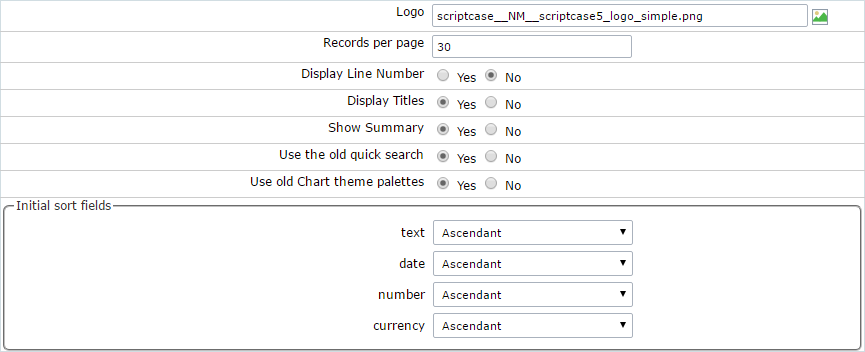 Logo scriptcase__NM__scriptcase5_logo_simple.png
Records per page 30
Display Line Number Yes No
Display Titles Yes No
Show Summary Yes No
Use the old quick search Yes No
Use old Chart theme palettes Yes No
Initial sort fields
text Ascendant
date Ascendant
number Ascendant
currency Ascendant